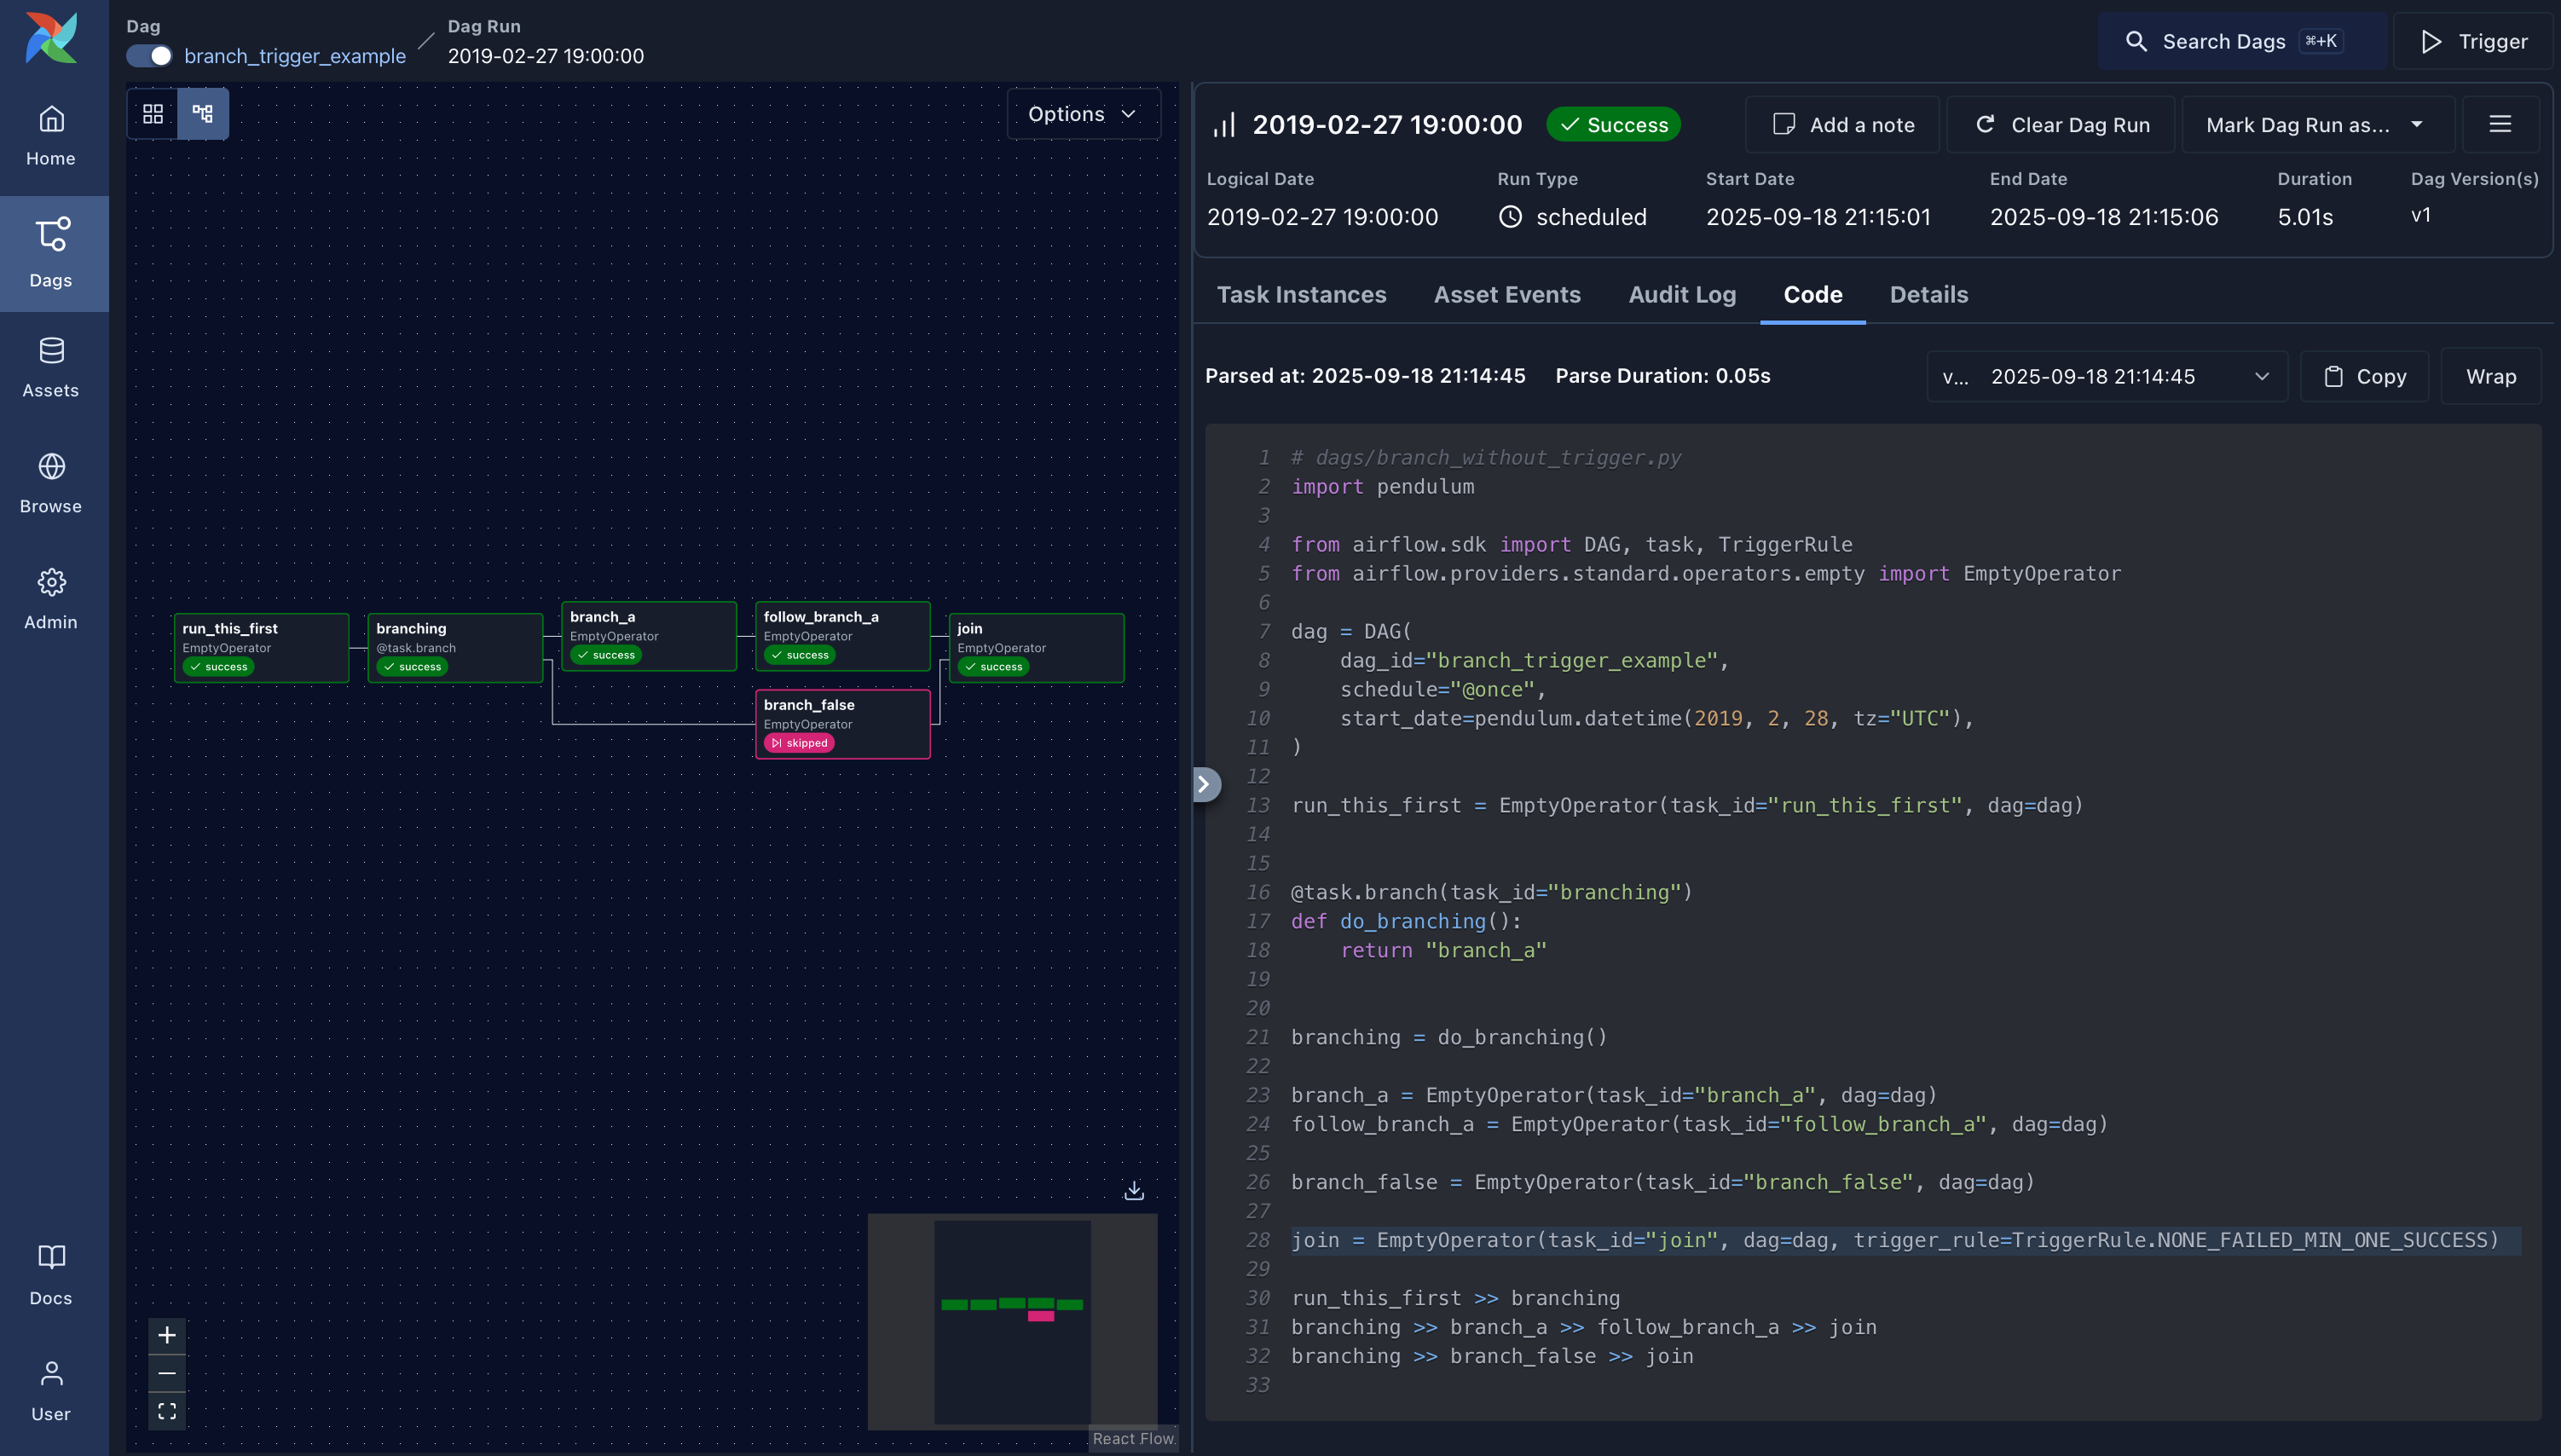 Dag
branch_trigger_example
Dag Run
2019-02-27 19:00:00
Search Dags ⌘+K
Trigger
Home
Dags
Assets
Browse
Admin
Docs
User
Options
run_this_first
EmptyOperator
success
branching
@task.branch
success
branch_a
EmptyOperator
success
follow_branch_a
EmptyOperator
success
join
EmptyOperator
success
branch_false
EmptyOperator
skipped
React Flow
2019-02-27 19:00:00 Success
Add a note
Clear Dag Run
Mark Dag Run as...
Logical Date Run Type Start Date End Date Duration Dag Version(s)
2019-02-27 19:00:00 scheduled 2025-09-18 21:15:01 2025-09-18 21:15:06 5.01s v1
Task Instances Asset Events Audit Log Code Details
Parsed at: 2025-09-18 21:14:45 Parse Duration: 0.05s
v... 2025-09-18 21:14:45
Copy
Wrap
1 # dags/branch_without_trigger.py
2 import pendulum
3
4 from airflow.sdk import DAG, task, TriggerRule
5 from airflow.providers.standard.operators.empty import EmptyOperator
6
7 dag = DAG(
8     dag_id="branch_trigger_example",
9     schedule="@once",
10     start_date=pendulum.datetime(2019, 2, 28, tz="UTC"),
11 )
12
13 run_this_first = EmptyOperator(task_id="run_this_first", dag=dag)
14
15
16 @task.branch(task_id="branching")
17 def do_branching():
18     return "branch_a"
19
20
21 branching = do_branching()
22
23 branch_a = EmptyOperator(task_id="branch_a", dag=dag)
24 follow_branch_a = EmptyOperator(task_id="follow_branch_a", dag=dag)
25
26 branch_false = EmptyOperator(task_id="branch_false", dag=dag)
27
28 join = EmptyOperator(task_id="join", dag=dag, trigger_rule=TriggerRule.NONE_FAILED_MIN_ONE_SUCCESS)
29
30 run_this_first >> branching
31 branching >> branch_a >> follow_branch_a >> join
32 branching >> branch_false >> join
33